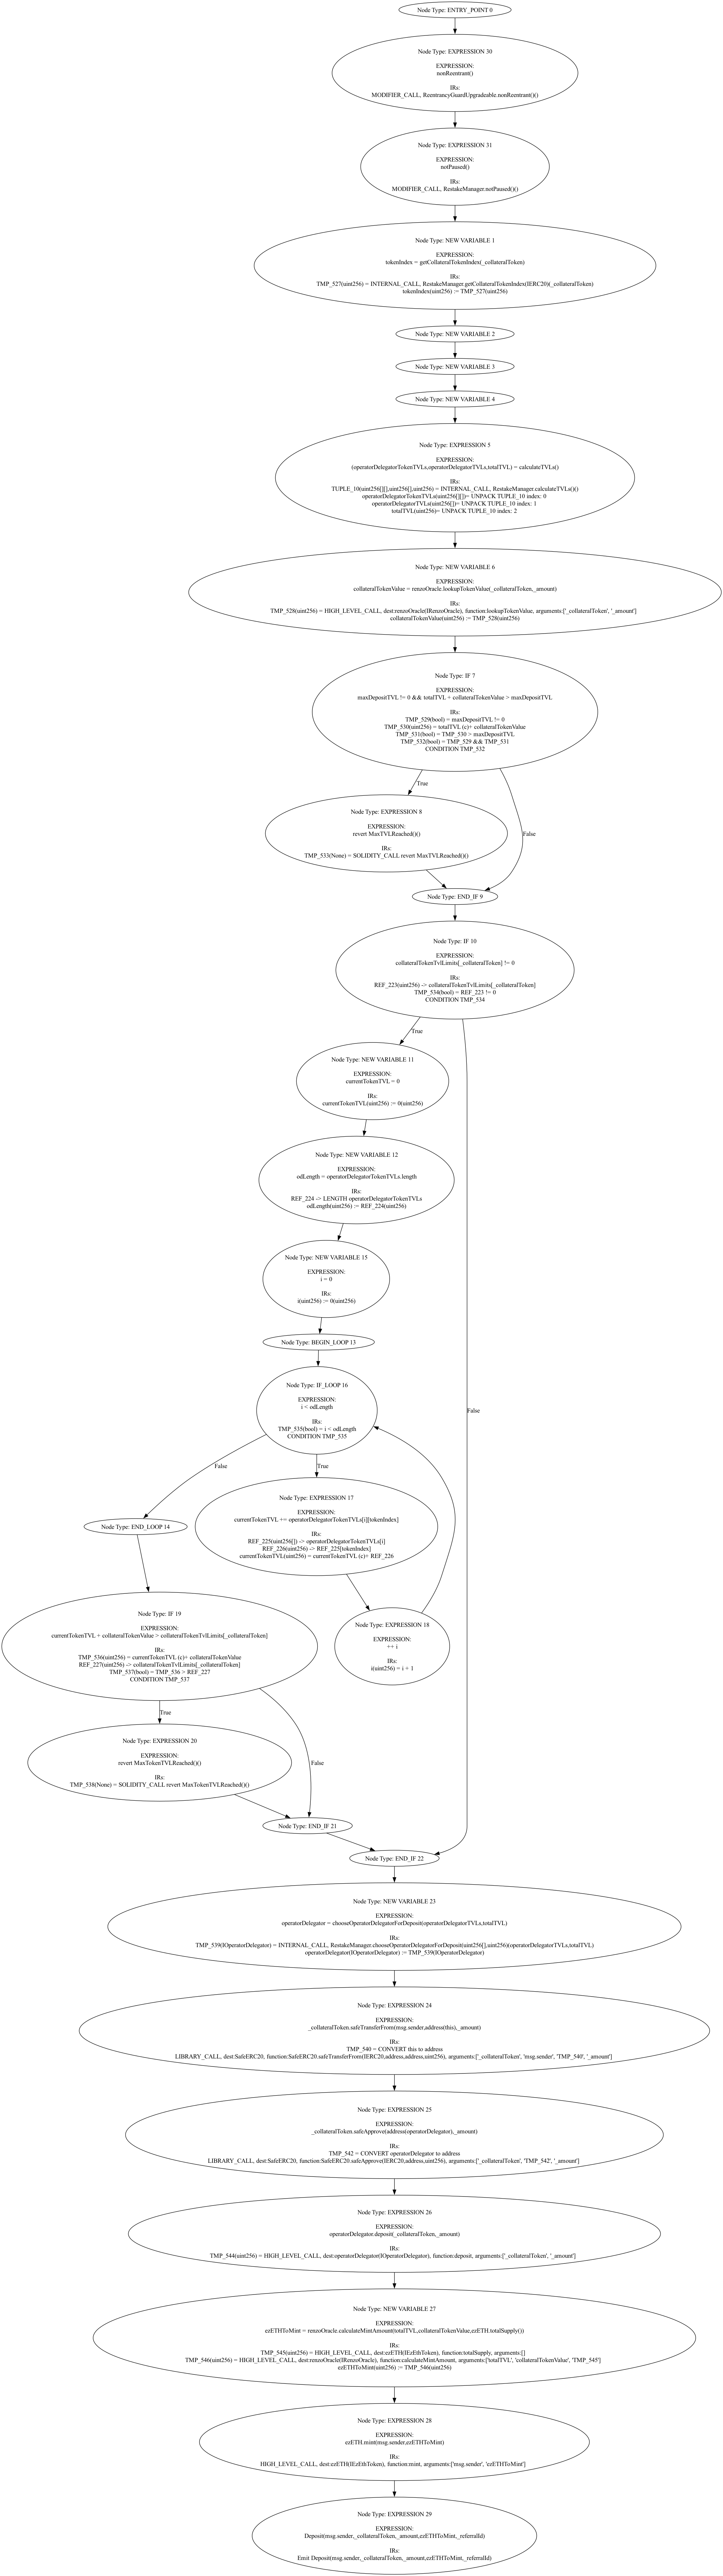 Node Type: ENTRY_POINT 0
Node Type: EXPRESSION 30
EXPRESSION:
nonReentrant()
IRs:
MODIFIER_CALL, ReentrancyGuardUpgradeable.nonReentrant()()
Node Type: EXPRESSION 31
EXPRESSION:
notPaused()
IRs:
MODIFIER_CALL, RestakeManager.notPaused()()
Node Type: NEW VARIABLE 1
EXPRESSION:
tokenIndex = getCollateralTokenIndex(_collateralToken)
IRs:
TMP_527(uint256) = INTERNAL_CALL, RestakeManager.getCollateralTokenIndex(IERC20)(_collateralToken)
tokenIndex(uint256) := TMP_527(uint256)
Node Type: NEW VARIABLE 2
Node Type: NEW VARIABLE 3
Node Type: NEW VARIABLE 4
Node Type: EXPRESSION 5
EXPRESSION:
(operatorDelegatorTokenTVLs,operatorDelegatorTVLs,totalTVL) = calculateTVLs()
IRs:
TUPLE_10(uint256[][],uint256[],uint256) = INTERNAL_CALL, RestakeManager.calculateTVLs()()
operatorDelegatorTokenTVLs(uint256[][])= UNPACK TUPLE_10 index: 0
operatorDelegatorTVLs(uint256[])= UNPACK TUPLE_10 index: 1
totalTVL(uint256)= UNPACK TUPLE_10 index: 2
Node Type: NEW VARIABLE 6
EXPRESSION:
collateralTokenValue = renzoOracle.lookupTokenValue(_collateralToken,_amount)
IRs:
TMP_528(uint256) = HIGH_LEVEL_CALL, dest:renzoOracle(IRenzoOracle), function:lookupTokenValue, arguments:['_collateralToken', '_amount']
collateralTokenValue(uint256) := TMP_528(uint256)
Node Type: IF 7
EXPRESSION:
maxDepositTVL != 0 && totalTVL + collateralTokenValue > maxDepositTVL
IRs:
TMP_529(bool) = maxDepositTVL != 0
TMP_530(uint256) = totalTVL (c)+ collateralTokenValue
TMP_531(bool) = TMP_530 > maxDepositTVL
TMP_532(bool) = TMP_529 && TMP_531
CONDITION TMP_532
True
Node Type: EXPRESSION 8
EXPRESSION:
revert MaxTVLReached()()
IRs:
TMP_533(None) = SOLIDITY_CALL revert MaxTVLReached()()
False
Node Type: END_IF 9
Node Type: IF 10
EXPRESSION:
collateralTokenTvlLimits[_collateralToken] != 0
IRs:
REF_223(uint256) -> collateralTokenTvlLimits[_collateralToken]
TMP_534(bool) = REF_223 != 0
CONDITION TMP_534
True
Node Type: NEW VARIABLE 11
EXPRESSION:
currentTokenTVL = 0
IRs:
currentTokenTVL(uint256) := 0(uint256)
Node Type: NEW VARIABLE 12
EXPRESSION:
odLength = operatorDelegatorTokenTVLs.length
IRs:
REF_224 -> LENGTH operatorDelegatorTokenTVLs
odLength(uint256) := REF_224(uint256)
Node Type: NEW VARIABLE 15
EXPRESSION:
i = 0
IRs:
i(uint256) := 0(uint256)
Node Type: BEGIN_LOOP 13
Node Type: IF_LOOP 16
EXPRESSION:
i < odLength
IRs:
TMP_535(bool) = i < odLength
CONDITION TMP_535
False
False
True
Node Type: EXPRESSION 17
EXPRESSION:
currentTokenTVL += operatorDelegatorTokenTVLs[i][tokenIndex]
IRs:
REF_225(uint256[]) -> operatorDelegatorTokenTVLs[i]
REF_226(uint256) -> REF_225[tokenIndex]
currentTokenTVL(uint256) = currentTokenTVL (c)+ REF_226
Node Type: END_LOOP 14
Node Type: EXPRESSION 18
EXPRESSION:
++ i
IRs:
i(uint256) = i + 1
Node Type: IF 19
EXPRESSION:
currentTokenTVL + collateralTokenValue > collateralTokenTvlLimits[_collateralToken]
IRs:
TMP_536(uint256) = currentTokenTVL (c)+ collateralTokenValue
REF_227(uint256) -> collateralTokenTvlLimits[_collateralToken]
TMP_537(bool) = TMP_536 > REF_227
CONDITION TMP_537
True
Node Type: EXPRESSION 20
EXPRESSION:
revert MaxTokenTVLReached()()
IRs:
TMP_538(None) = SOLIDITY_CALL revert MaxTokenTVLReached()()
False
Node Type: END_IF 21
Node Type: END_IF 22
Node Type: NEW VARIABLE 23
EXPRESSION:
operatorDelegator = chooseOperatorDelegatorForDeposit(operatorDelegatorTVLs,totalTVL)
IRs:
TMP_539(IOperatorDelegator) = INTERNAL_CALL, RestakeManager.chooseOperatorDelegatorForDeposit(uint256[],uint256)(operatorDelegatorTVLs,totalTVL)
operatorDelegator(IOperatorDelegator) := TMP_539(IOperatorDelegator)
Node Type: EXPRESSION 24
EXPRESSION:
_collateralToken.safeTransferFrom(msg.sender,address(this),_amount)
IRs:
TMP_540 = CONVERT this to address
LIBRARY_CALL, dest:SafeERC20, function:SafeERC20.safeTransferFrom(IERC20,address,address,uint256), arguments:['_collateralToken', 'msg.sender', 'TMP_540', '_amount']
Node Type: EXPRESSION 25
EXPRESSION:
_collateralToken.safeApprove(address(operatorDelegator),_amount)
IRs:
TMP_542 = CONVERT operatorDelegator to address
LIBRARY_CALL, dest:SafeERC20, function:SafeERC20.safeApprove(IERC20,address,uint256), arguments:['_collateralToken', 'TMP_542', '_amount']
Node Type: EXPRESSION 26
EXPRESSION:
operatorDelegator.deposit(_collateralToken,_amount)
IRs:
TMP_544(uint256) = HIGH_LEVEL_CALL, dest:operatorDelegator(IOperatorDelegator), function:deposit, arguments:['_collateralToken', '_amount']
Node Type: NEW VARIABLE 27
EXPRESSION:
ezETHToMint = renzoOracle.calculateMintAmount(totalTVL,collateralTokenValue,ezETH.totalSupply())
IRs:
TMP_545(uint256) = HIGH_LEVEL_CALL, dest:ezETH(IEzEthToken), function:totalSupply, arguments:[]
TMP_546(uint256) = HIGH_LEVEL_CALL, dest:renzoOracle(IRenzoOracle), function:calculateMintAmount, arguments:['totalTVL', 'collateralTokenValue', 'TMP_545']
ezETHToMint(uint256) := TMP_546(uint256)
Node Type: EXPRESSION 28
EXPRESSION:
ezETH.mint(msg.sender,ezETHToMint)
IRs:
HIGH_LEVEL_CALL, dest:ezETH(IEzEthToken), function:mint, arguments:['msg.sender', 'ezETHToMint']
Node Type: EXPRESSION 29
EXPRESSION:
Deposit(msg.sender,_collateralToken,_amount,ezETHToMint,_referralId)
IRs:
Emit Deposit(msg.sender,_collateralToken,_amount,ezETHToMint,_referralId)